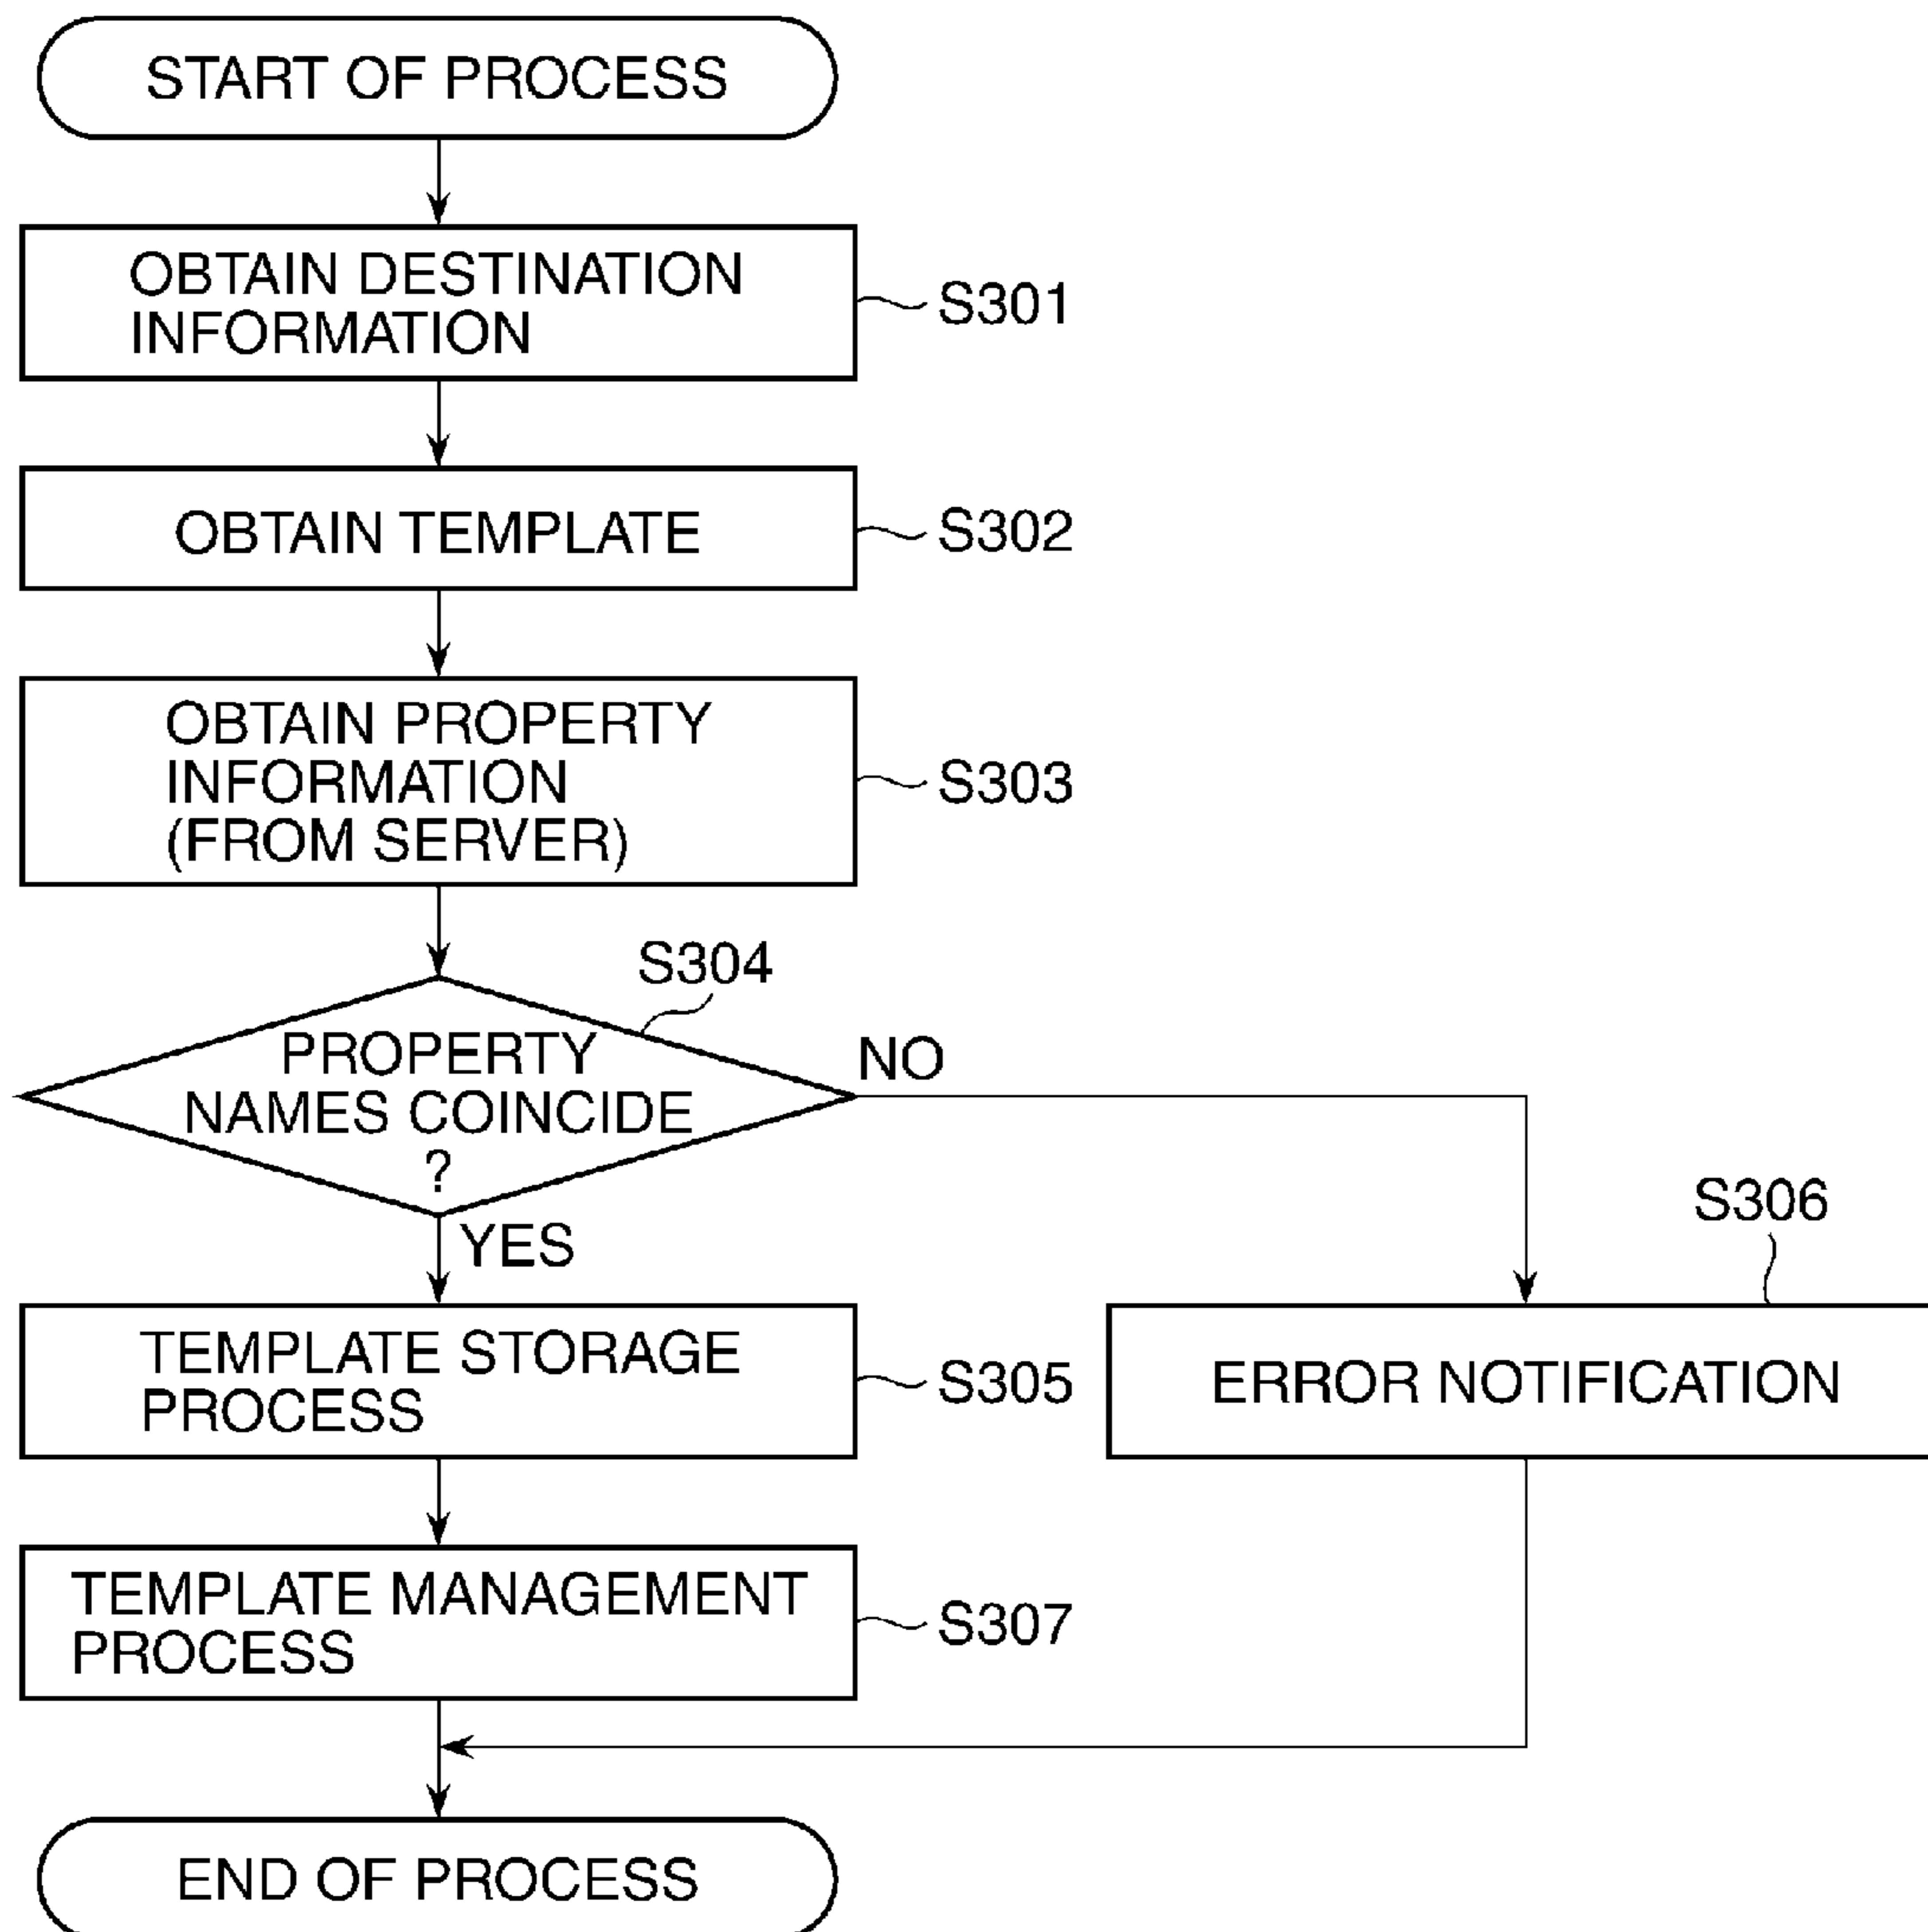 START OF PROCESS
OBTAIN DESTINATION
INFORMATION
S301
OBTAIN TEMPLATE
S302
OBTAIN PROPERTY
INFORMATION
(FROM SERVER)
S303
S304
PROPERTY
NAMES COINCIDE
?
NO
YES
S306
TEMPLATE STORAGE
PROCESS
S305
ERROR NOTIFICATION
TEMPLATE MANAGEMENT
PROCESS
S307
END OF PROCESS